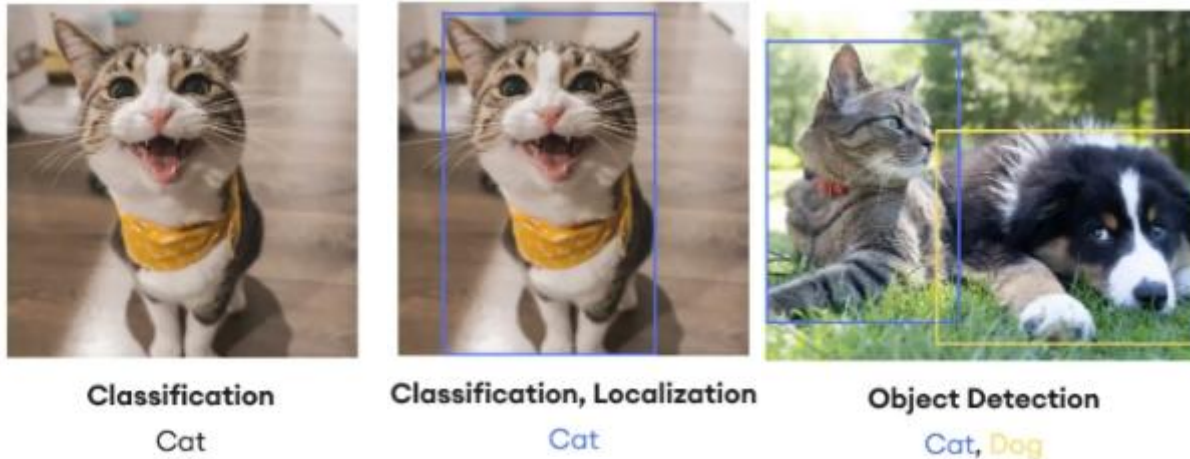 Classification
Cat
Classification, Localization
Cat
Object Detection
Cat, Dog